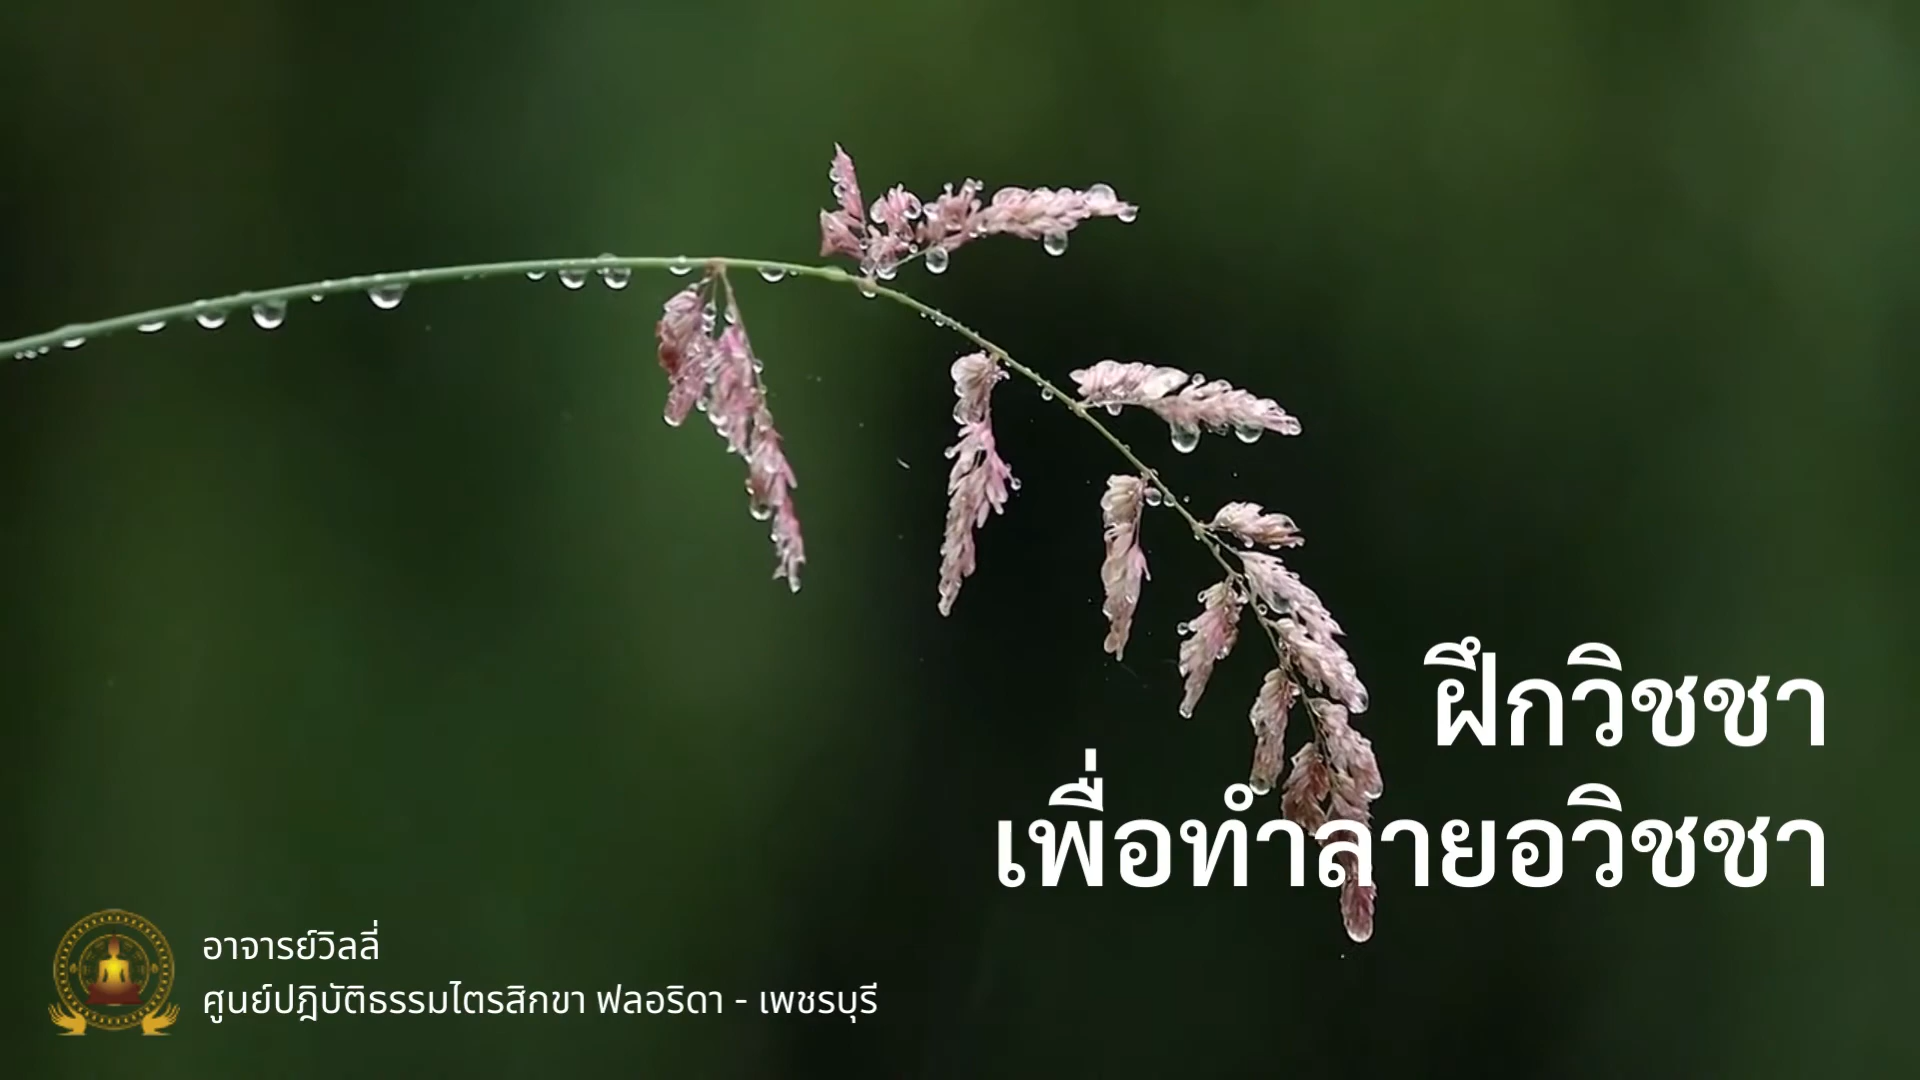 ฝึกวิชชา
เพื่อทำลายอวิชชา
อาจารย์วิลลี่
ศูนย์ปฎิบัติธรรมไตรสิกขา ฟลอริดา - เพชรบุรี